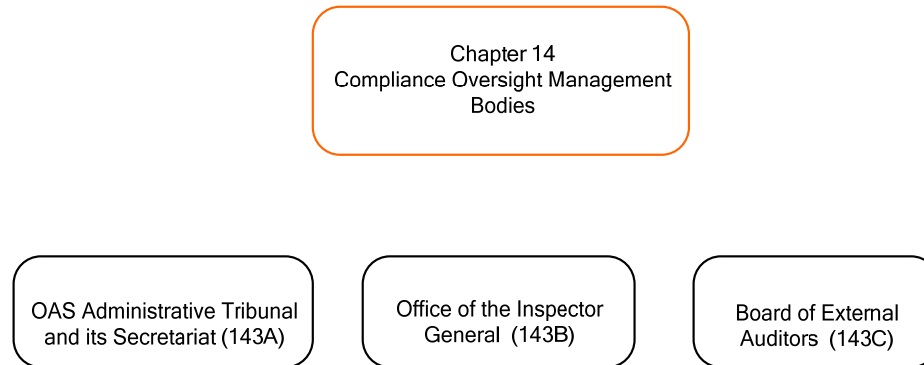 Chapter 14
Compliance Oversight Management
Bodies
OAS Administrative Tribunal
and its Secretariat (143A)
Office of the Inspector
General  (143B)
Board of External
Auditors  (143C)